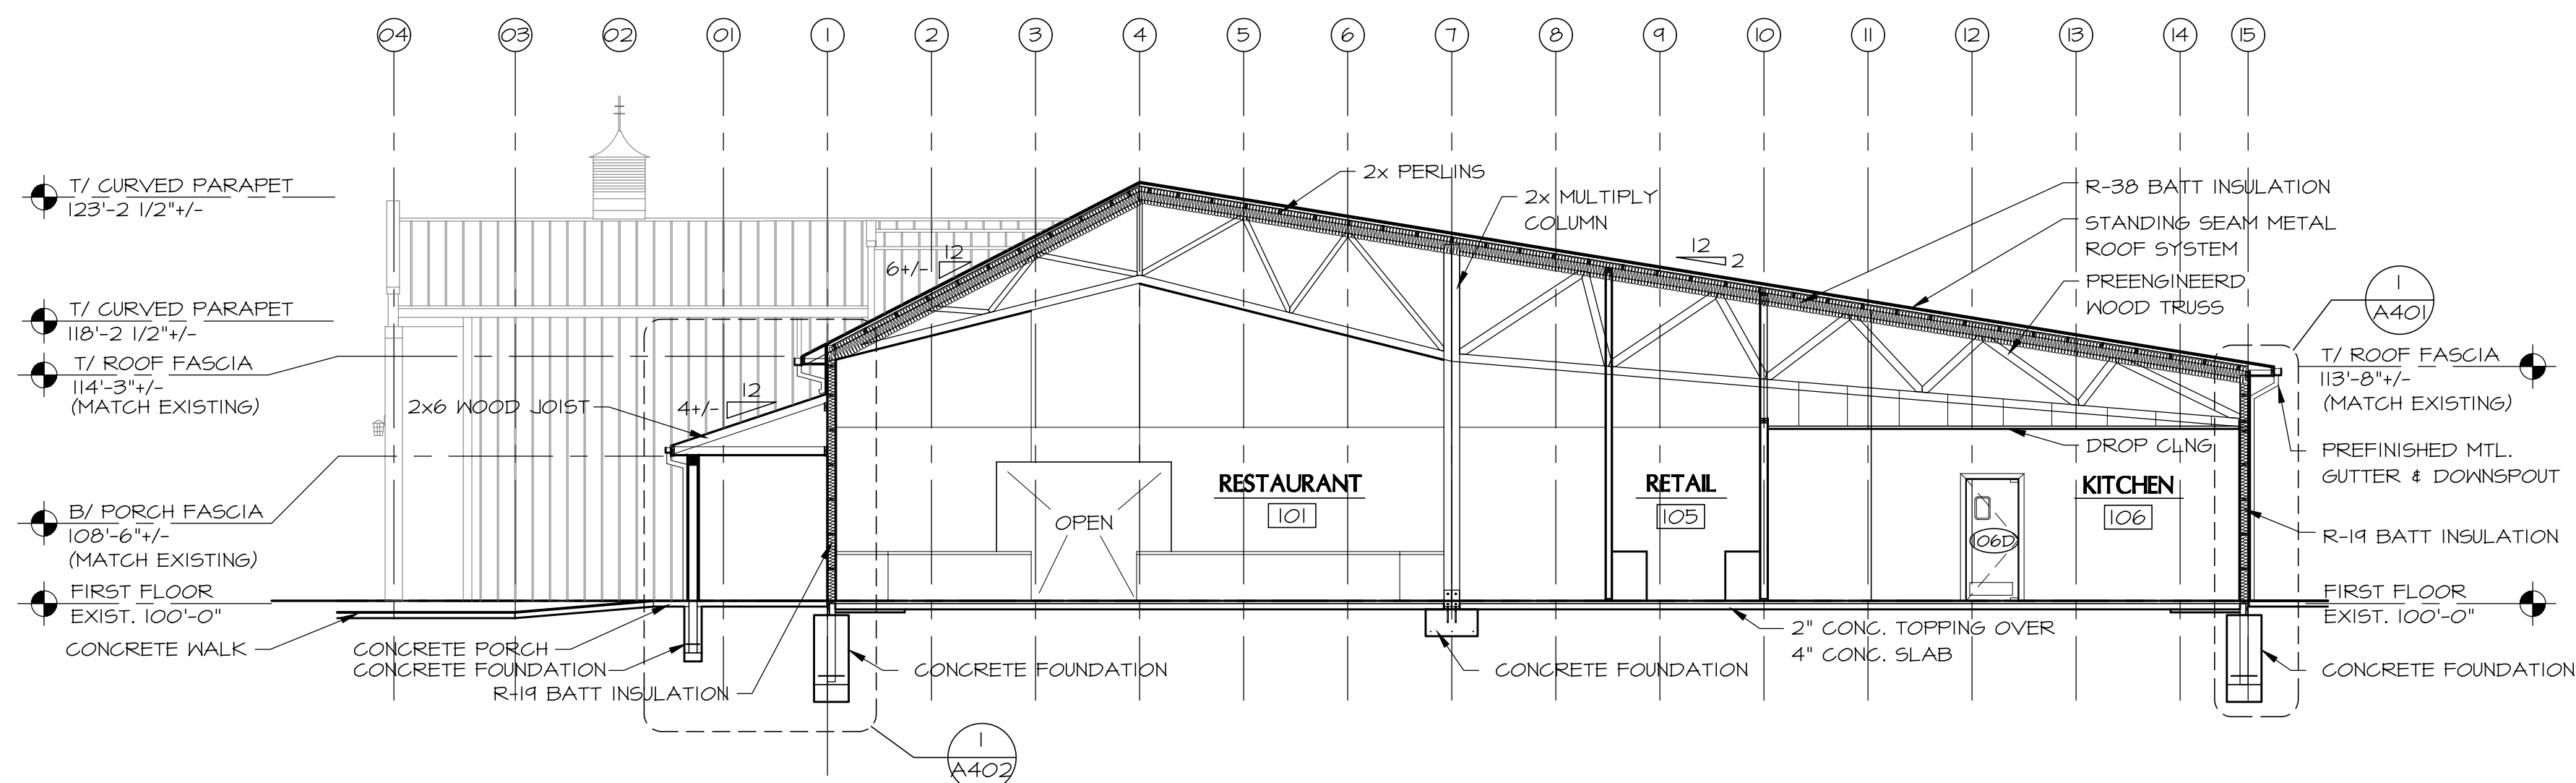 04 03 02 01 1 2 3 4 5 6 7 8 9 10 11 12 13 14 15
T/ CURVED PARAPET
123'-2 1/2"+/-
T/ CURVED PARAPET
118'-2 1/2"+/-
T/ ROOF FASCIA
114'-3"+/-
(MATCH EXISTING)
2x6 WOOD JOIST
B/ PORCH FASCIA
108'-6"+/-
(MATCH EXISTING)
FIRST FLOOR
EXIST. 100'-0"
CONCRETE WALK
CONCRETE PORCH
CONCRETE FOUNDATION
R-19 BATT INSULATION
12
4+/-
12
6+/-
2x PERLINS
2x MULTIPLY
COLUMN
12
2
OPEN
RESTAURANT
101
RETAIL
105
KITCHEN
106
106D
DROP CLNG
CONCRETE FOUNDATION
CONCRETE FOUNDATION
2" CONC. TOPPING OVER
4" CONC. SLAB
R-38 BATT INSULATION
STANDING SEAM METAL
ROOF SYSTEM
PREENGINEERD
WOOD TRUSS
1
A401
T/ ROOF FASCIA
113'-8"+/-
(MATCH EXISTING)
PREFINISHED MTL.
GUTTER & DOWNSPOUT
R-19 BATT INSULATION
FIRST FLOOR
EXIST. 100'-0"
CONCRETE FOUNDATION
1
A402